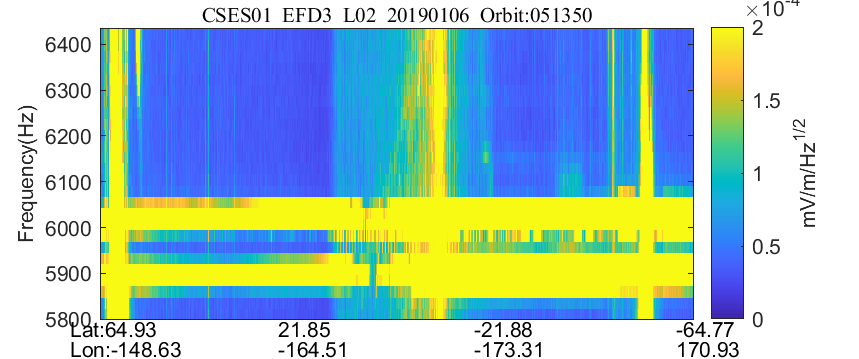 CSES01 EFD3 L02 20190106 Orbit:051350
×10-4
6400
6300
6200
6100
6000
5900
5800
Frequency(Hz)
2
1.5
1
0.5
0
mV/m/Hz1/2
Lat:64.93 21.85 -21.88 -64.77
Lon:-148.63 -164.51 -173.31 170.93